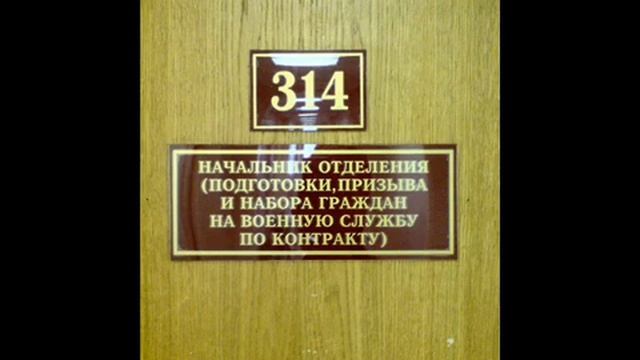 314
НАЧАЛЬНИК ОТДЕЛЕНИЯ
(ПОДГОТОВКИ, ПРИЗЫВА
И НАБОРА ГРАЖДАН
НА ВОЕННУЮ СЛУЖБУ
ПО КОНТРАКТУ)